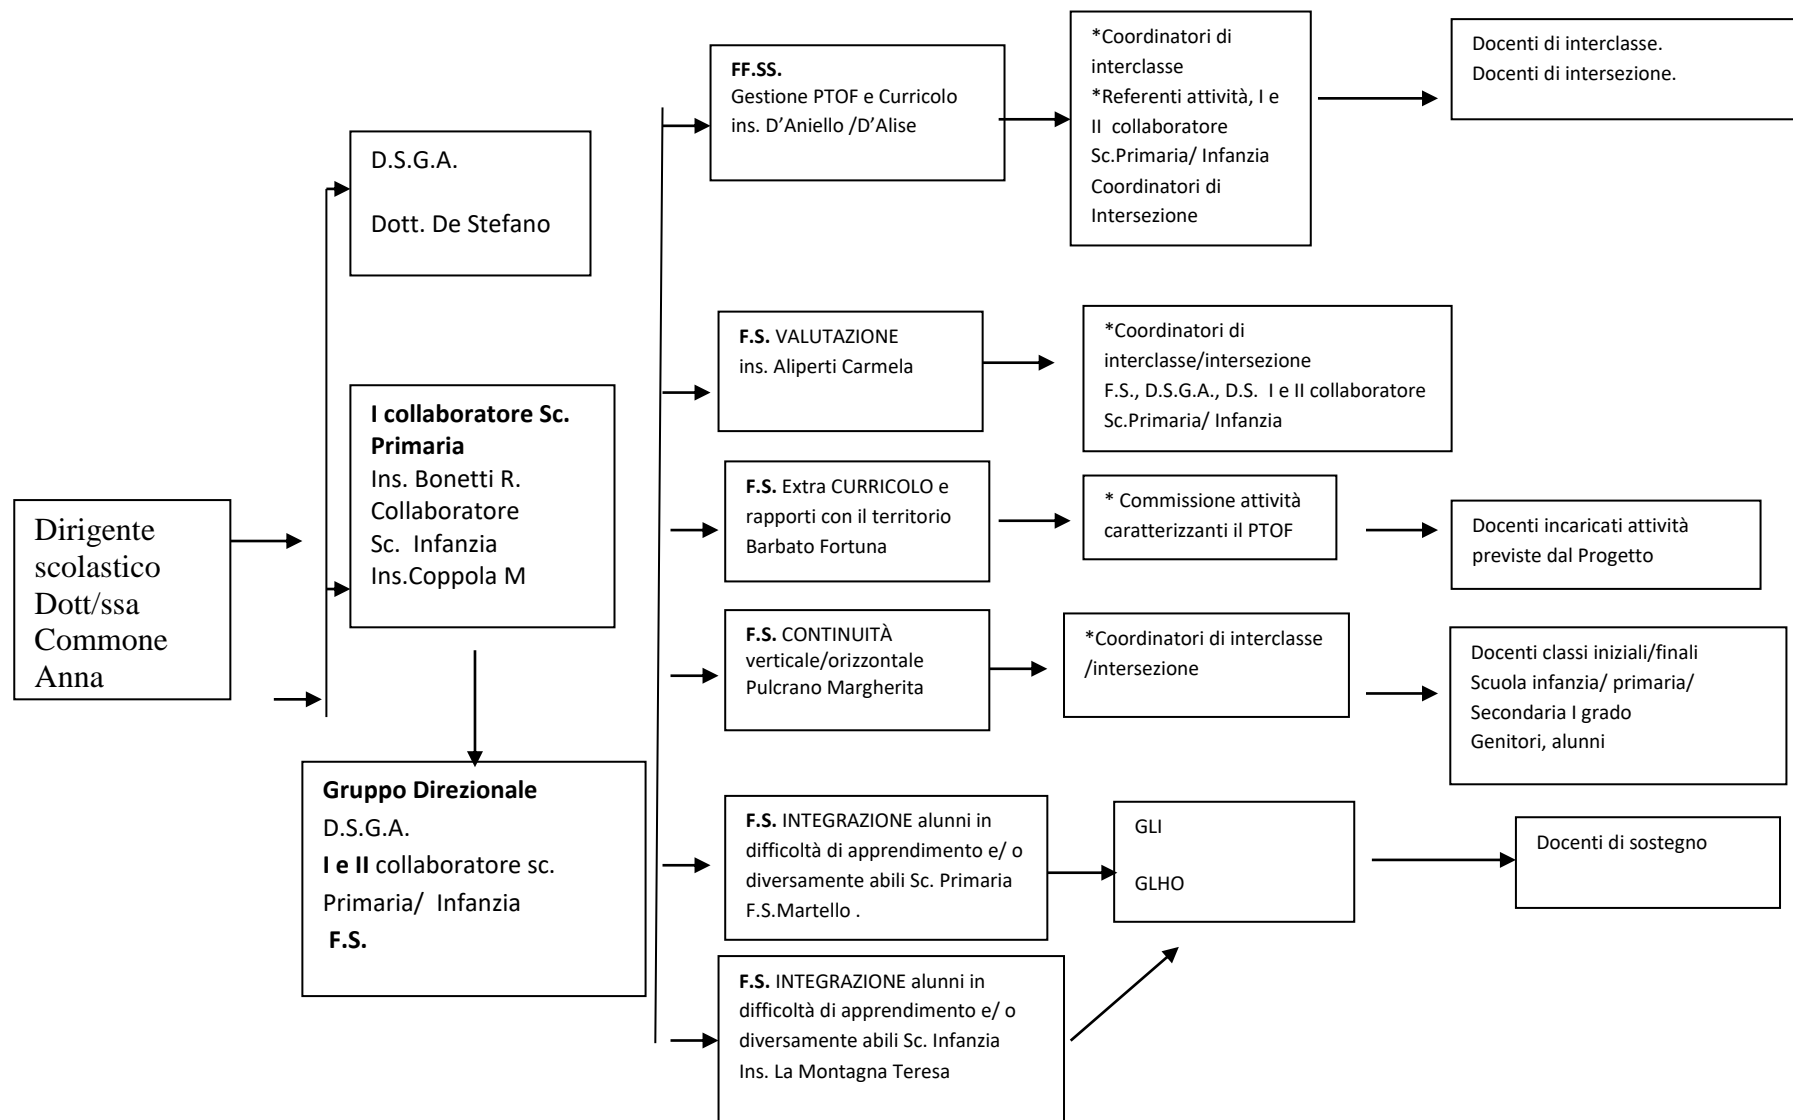 Dirigente
scolastico
Dott/ssa
Commone
Anna
D.S.G.A.
Dott. De Stefano
I collaboratore Sc.
Primaria
Ins. Bonetti R.
Collaboratore
Sc. Infanzia
Ins.Coppola M
Gruppo Direzionale
D.S.G.A.
I e II collaboratore sc.
Primaria/ Infanzia
F.S.
FF.SS.
Gestione PTOF e Curricolo
ins. D’Aniello /D’Alise
*Coordinatori di
interclasse
*Referenti attività, I e
II collaboratore
Sc.Primaria/ Infanzia
Coordinatori di
Intersezione
Docenti di interclasse.
Docenti di intersezione.
F.S. VALUTAZIONE
ins. Aliperti Carmela
*Coordinatori di
interclasse/intersezione
F.S., D.S.G.A., D.S. I e II collaboratore
Sc.Primaria/ Infanzia
F.S. Extra CURRICOLO e
rapporti con il territorio
Barbato Fortuna
* Commissione attività
caratterizzanti il PTOF
Docenti incaricati attività
previste dal Progetto
F.S. CONTINUITÀ
verticale/orizzontale
Pulcrano Margherita
*Coordinatori di interclasse
/intersezione
Docenti classi iniziali/finali
Scuola infanzia/ primaria/
Secondaria I grado
Genitori, alunni
F.S. INTEGRAZIONE alunni in
difficoltà di apprendimento e/ o
diversamente abili Sc. Primaria
F.S.Martello .
GLI
GLHO
Docenti di sostegno
F.S. INTEGRAZIONE alunni in
difficoltà di apprendimento e/ o
diversamente abili Sc. Infanzia
Ins. La Montagna Teresa